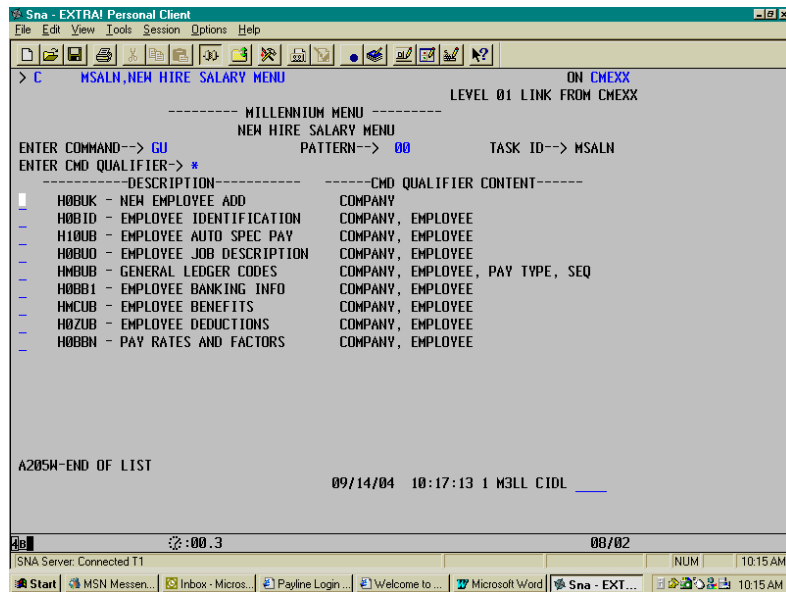 Sna - EXTRA! Personal Client
File Edit View Tools Session Options Help
> C MSALN,NEW HIRE SALARY MENU ON CMEXX
LEVEL 01 LINK FROM CMEXX
--------- MILLENNIUM MENU ---------
NEW HIRE SALARY MENU
ENTER COMMAND--> GU PATTERN--> 00 TASK ID--> MSALN
ENTER CMD QUALIFIER-> *
-----------DESCRIPTION----------- ------CMD QUALIFIER CONTENT------
H0BUK - NEW EMPLOYEE ADD COMPANY
H0BID - EMPLOYEE IDENTIFICATION COMPANY, EMPLOYEE
H10UB - EMPLOYEE AUTO SPEC PAY COMPANY, EMPLOYEE
H0BUO - EMPLOYEE JOB DESCRIPTION COMPANY, EMPLOYEE
HMBUB - GENERAL LEDGER CODES COMPANY, EMPLOYEE, PAY TYPE, SEQ
H0BB1 - EMPLOYEE BANKING INFO COMPANY, EMPLOYEE
HMCUB - EMPLOYEE BENEFITS COMPANY, EMPLOYEE
H0ZUB - EMPLOYEE DEDUCTIONS COMPANY, EMPLOYEE
H0BBN - PAY RATES AND FACTORS COMPANY, EMPLOYEE
A205W-END OF LIST
09/14/04 10:17:13 1 M3LL CIDL ____
4B :00.3 08/02
SNA Server: Connected T1 NUM 10:15 AM
Start MSN Messen... Inbox - Micros... Payline Login ... Welcome to ... Microsoft Word Sna - EXT... 10:15 AM